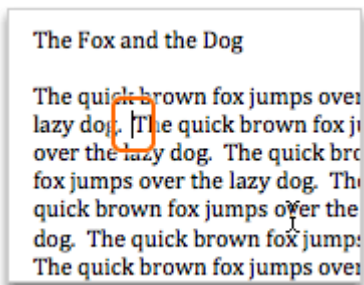 The Fox and the Dog
The quick brown fox jumps over
lazy dog.  The quick brown fox
over the lazy dog.  The quick
fox jumps over the lazy dog.
quick brown fox jumps over the
dog.  The quick brown fox jumps
The quick brown fox jumps over